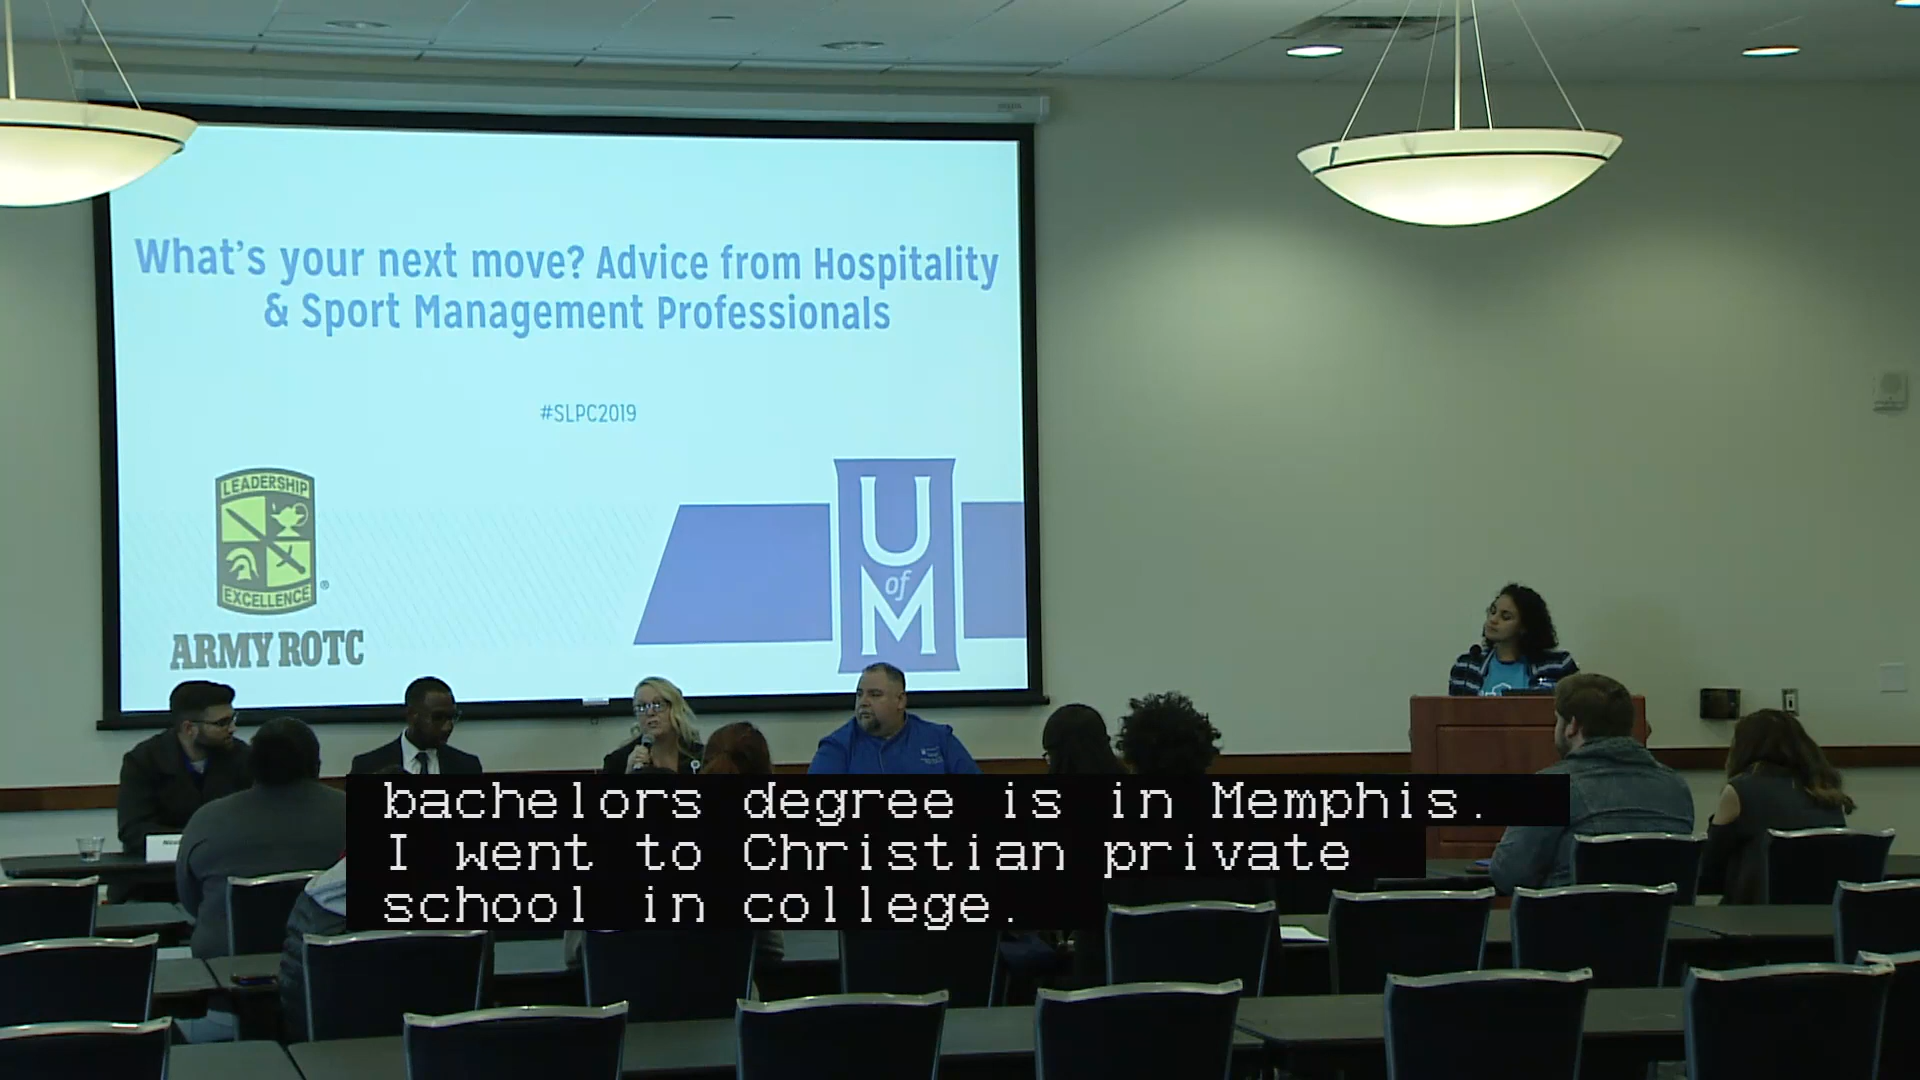 What's your next move? Advice from Hospitality
& Sport Management Professionals
#SLPC2019
LEADERSHIP
EXCELLENCE
®
ARMY ROTC
U
of
M
bachelors degree is in Memphis.
I went to Christian private
school in college.